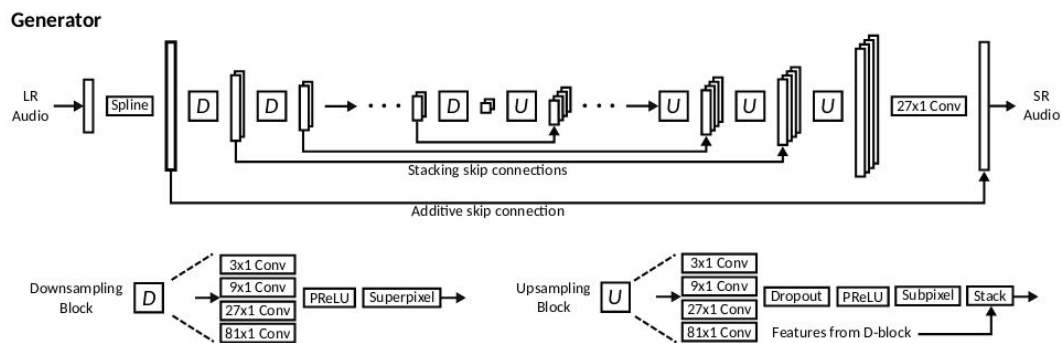 Generator
LR
Audio
Spline
D
D
D
U
U
U
U
27x1 Conv
SR
Audio
Stacking skip connections
Additive skip connection
Downsampling
Block
D
3x1 Conv
9x1 Conv
27x1 Conv
81x1 Conv
PReLU
Superpixel
Upsampling
Block
U
3x1 Conv
9x1 Conv
27x1 Conv
81x1 Conv
Dropout
PReLU
Subpixel
Stack
Features from D-block